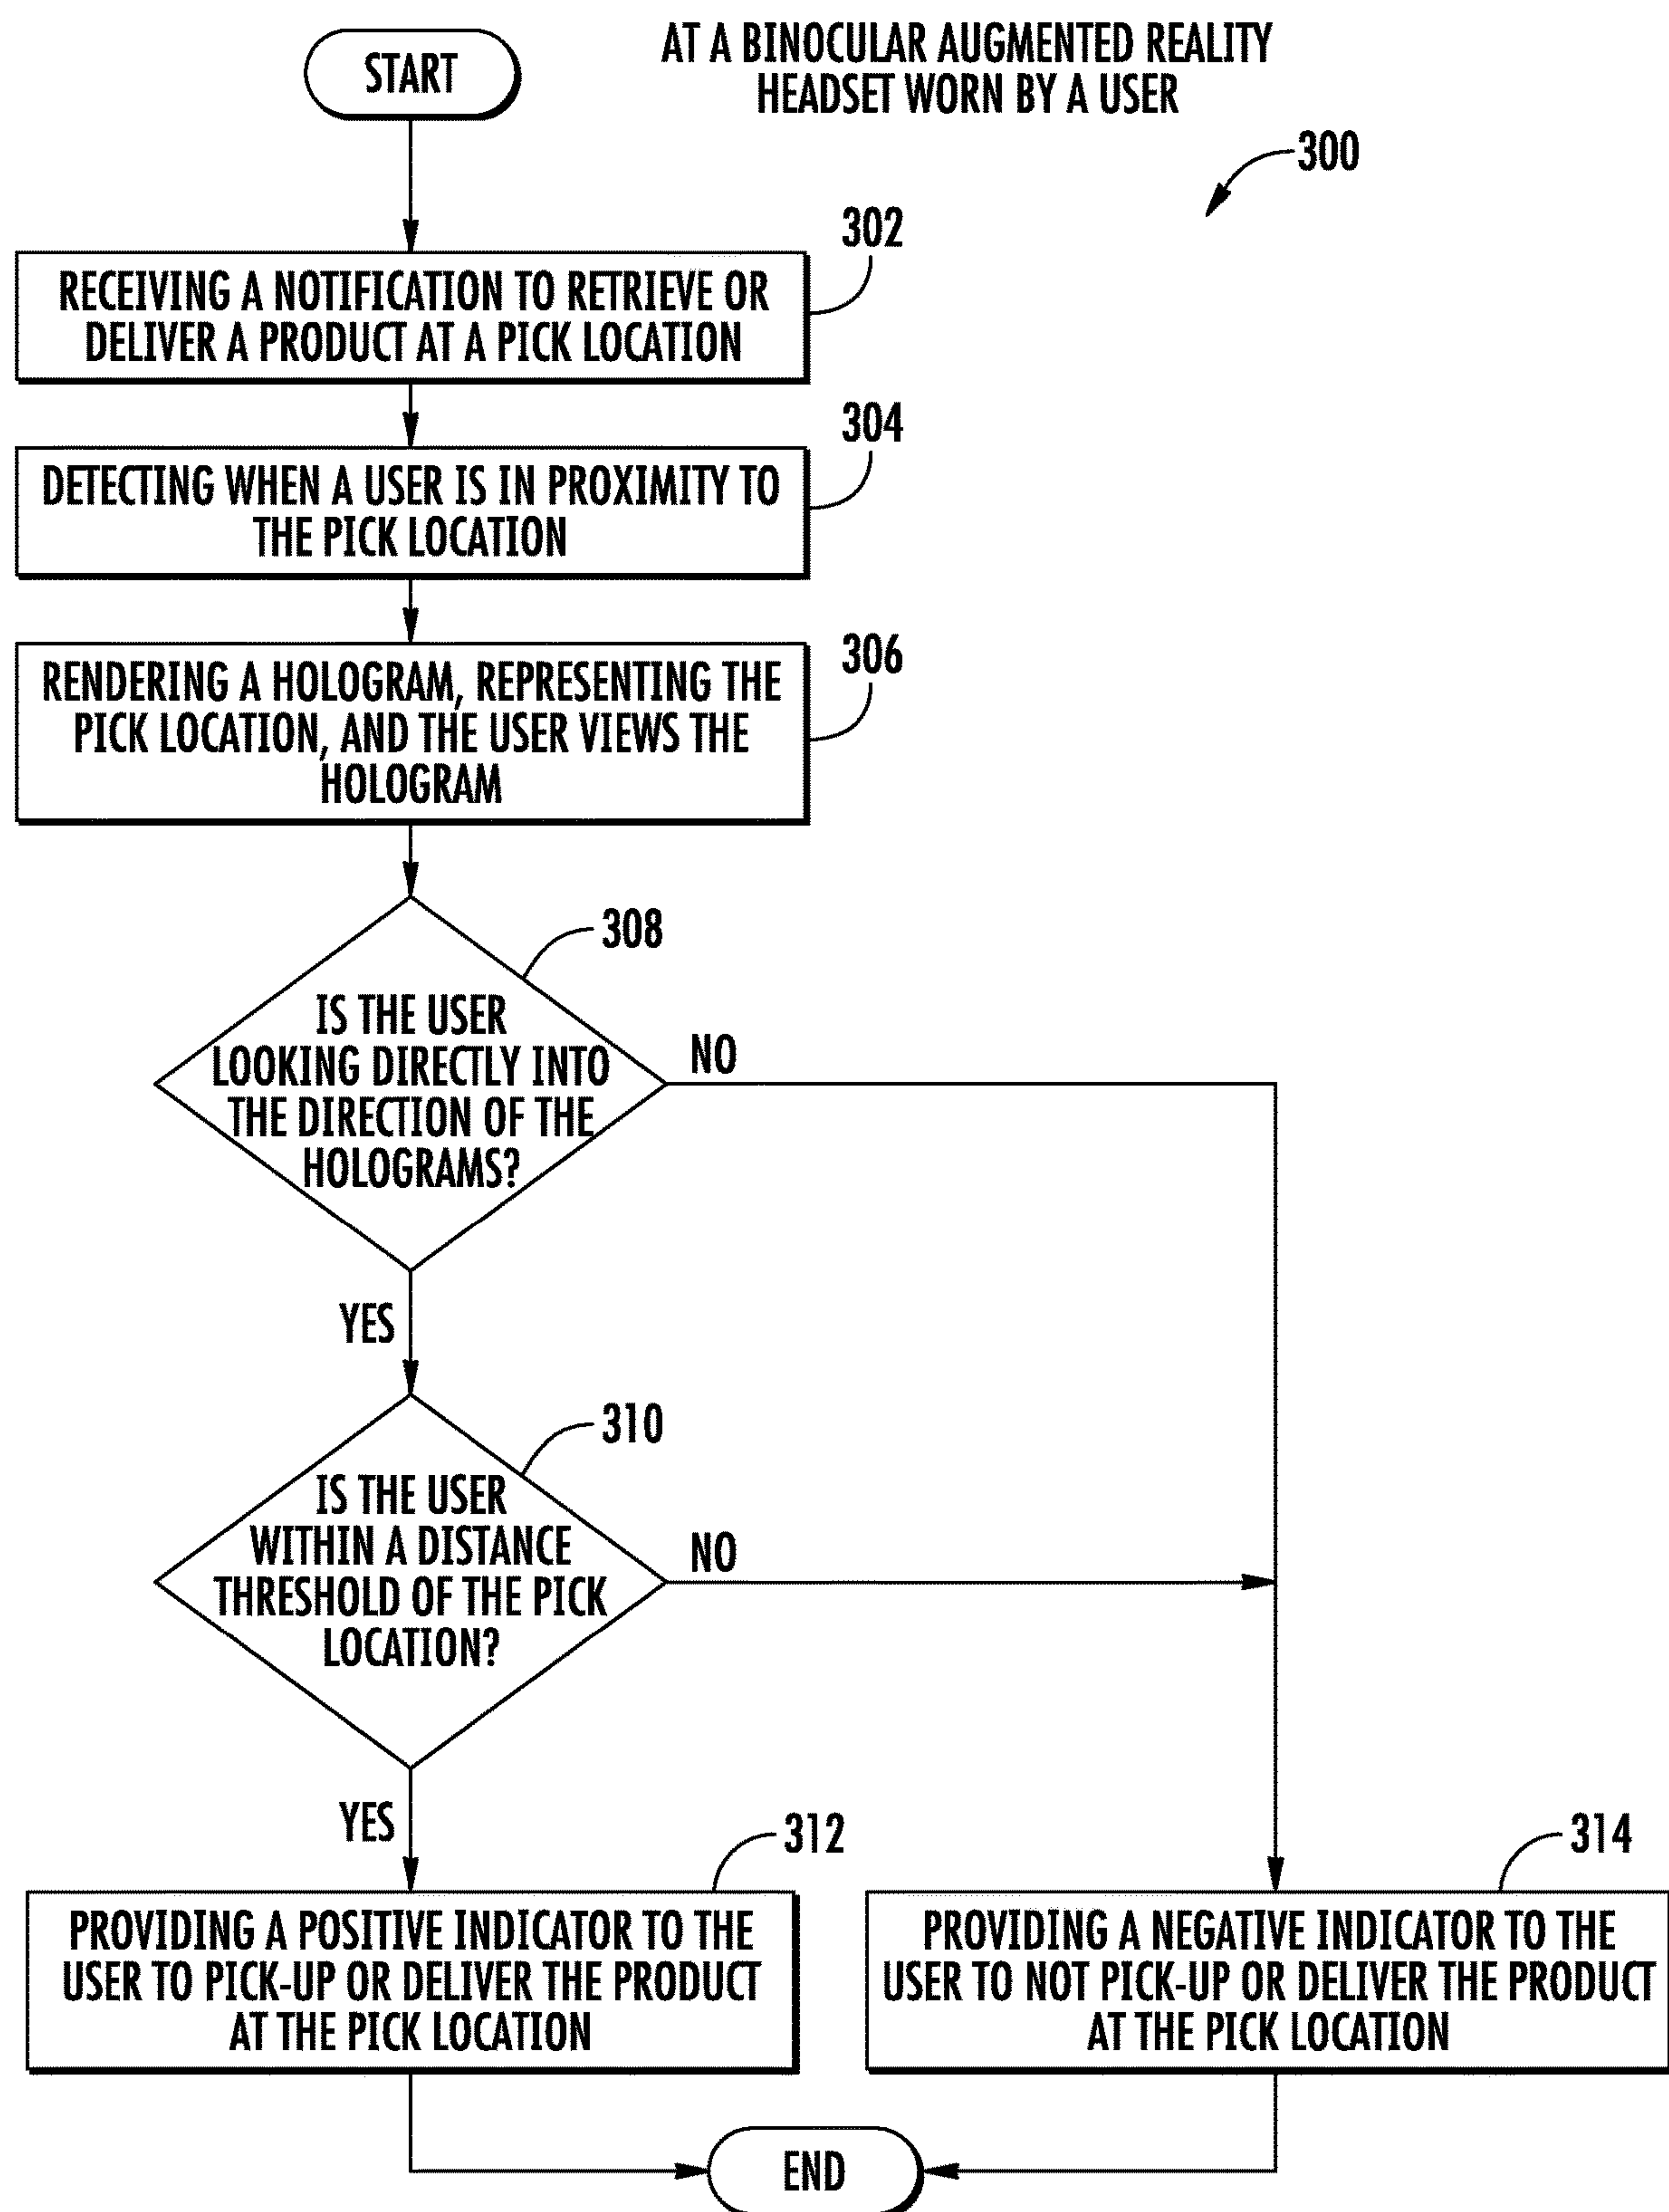 START
AT A BINOCULAR AUGMENTED REALITY
HEADSET WORN BY A USER
300
302
RECEIVING A NOTIFICATION TO RETRIEVE OR
DELIVER A PRODUCT AT A PICK LOCATION
304
DETECTING WHEN A USER IS IN PROXIMITY TO
THE PICK LOCATION
306
RENDERING A HOLOGRAM, REPRESENTING THE
PICK LOCATION, AND THE USER VIEWS THE
HOLOGRAM
308
IS THE USER
LOOKING DIRECTLY INTO
THE DIRECTION OF THE
HOLOGRAMS?
NO
YES
310
IS THE USER
WITHIN A DISTANCE
THRESHOLD OF THE PICK
LOCATION?
NO
YES
312
PROVIDING A POSITIVE INDICATOR TO THE
USER TO PICK-UP OR DELIVER THE PRODUCT
AT THE PICK LOCATION
314
PROVIDING A NEGATIVE INDICATOR TO THE
USER TO NOT PICK-UP OR DELIVER THE PRODUCT
AT THE PICK LOCATION
END